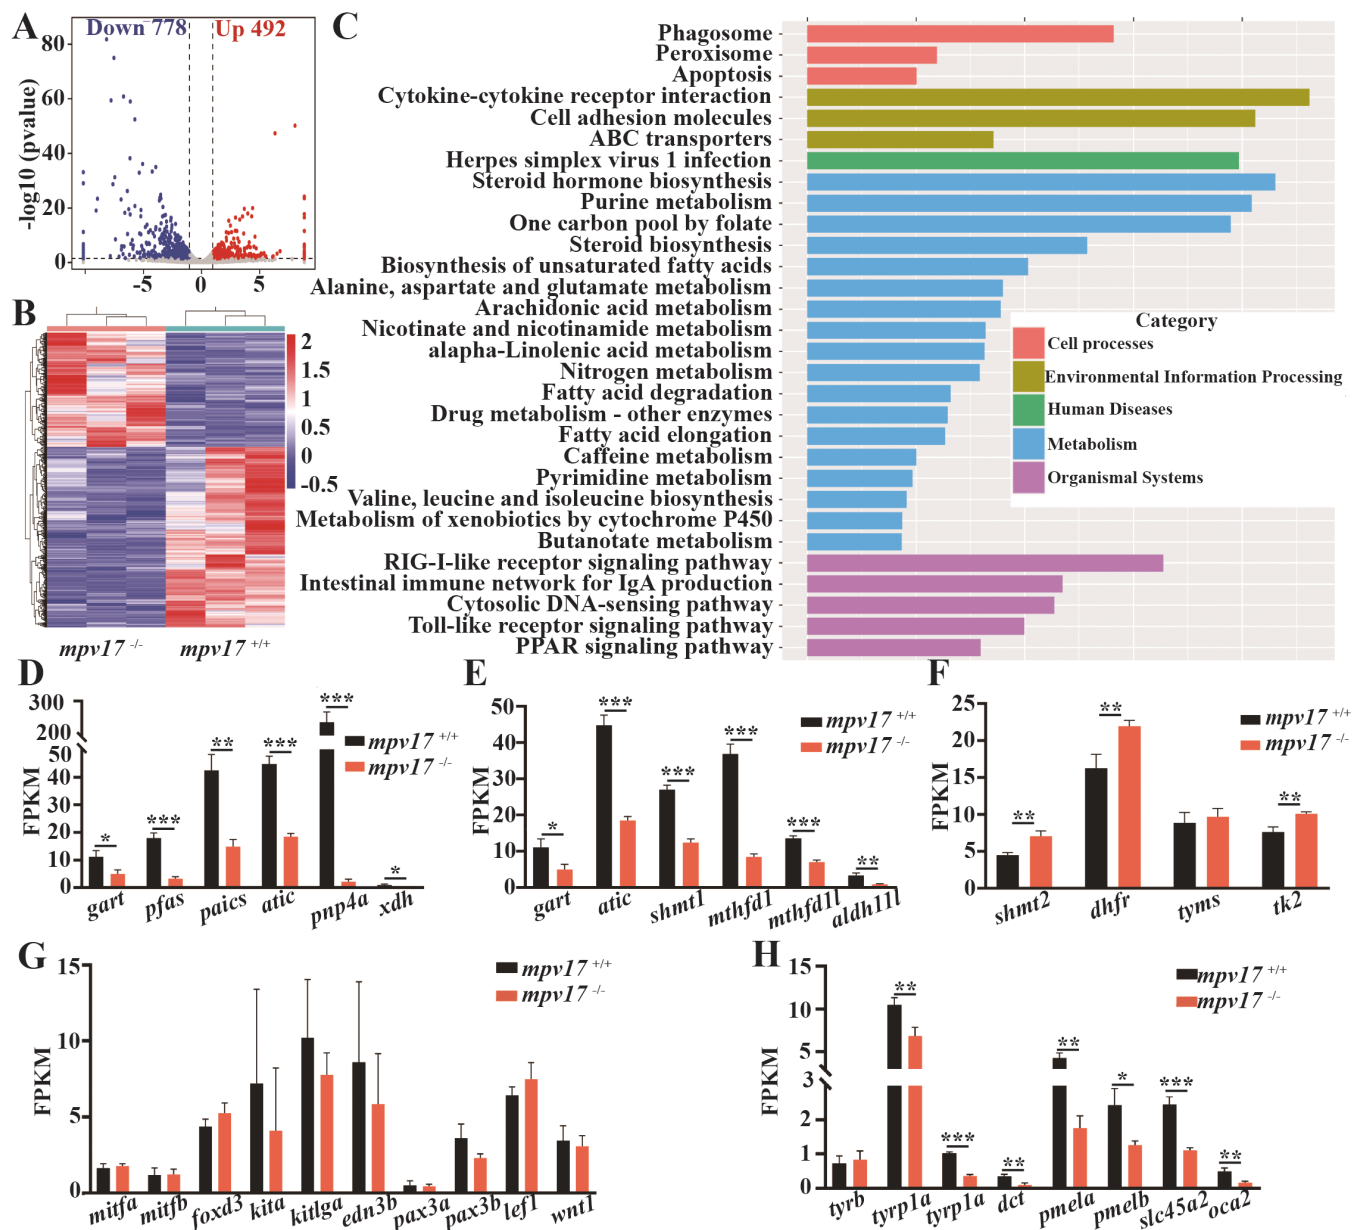 A
Down 778
Up 492
-log10 (pvalue)
80
60
40
20
0
-5
0
5
B
2
1.5
1
0.5
0
-0.5
mpv17 -/-
mpv17 +/+
C
Phagosome
Peroxisome
Apoptosis
Cytokine-cytokine receptor interaction
Cell adhesion molecules
ABC transporters
Herpes simplex virus 1 infection
Steroid hormone biosynthesis
Purine metabolism
One carbon pool by folate
Steroid biosynthesis
Biosynthesis of unsaturated fatty acids
Alanine, aspartate and glutamate metabolism
Arachidonic acid metabolism
Nicotinate and nicotinamide metabolism
alapha-Linolenic acid metabolism
Nitrogen metabolism
Fatty acid degradation
Drug metabolism - other enzymes
Fatty acid elongation
Caffeine metabolism
Pyrimidine metabolism
Valine, leucine and isoleucine biosynthesis
Metabolism of xenobiotics by cytochrome P450
Butanotate metabolism
RIG-I-like receptor signaling pathway
Intestinal immune network for IgA production
Cytosolic DNA-sensing pathway
Toll-like receptor signaling pathway
PPAR signaling pathway
Category
Cell processes
Environmental Information Processing
Human Diseases
Metabolism
Organismal Systems
D
FPKM
300
200
50
40
30
20
10
0
*
***
**
***
***
*
mpv17 +/+
mpv17 -/-
gart
pfas
paics
atic
pnp4a
xdh
E
FPKM
50
40
30
20
10
0
*
***
***
***
***
**
mpv17 +/+
mpv17 -/-
gart
atic
shmt1
mthfd1
mthfd1l
aldh11l
F
FPKM
25
20
15
10
5
0
**
**
**
mpv17 +/+
mpv17 -/-
shmt2
dhfr
tyms
tk2
G
FPKM
15
10
5
0
mpv17 +/+
mpv17 -/-
mitfa
mitfb
foxd3
kita
kitlga
edn3b
pax3a
pax3b
lef1
wnt1
H
FPKM
15
10
5
3
2
1
0
**
***
**
**
*
***
**
mpv17 +/+
mpv17 -/-
tyrb
tyrp1a
tyrp1a
dct
pmela
pmelb
slc45a2
oca2